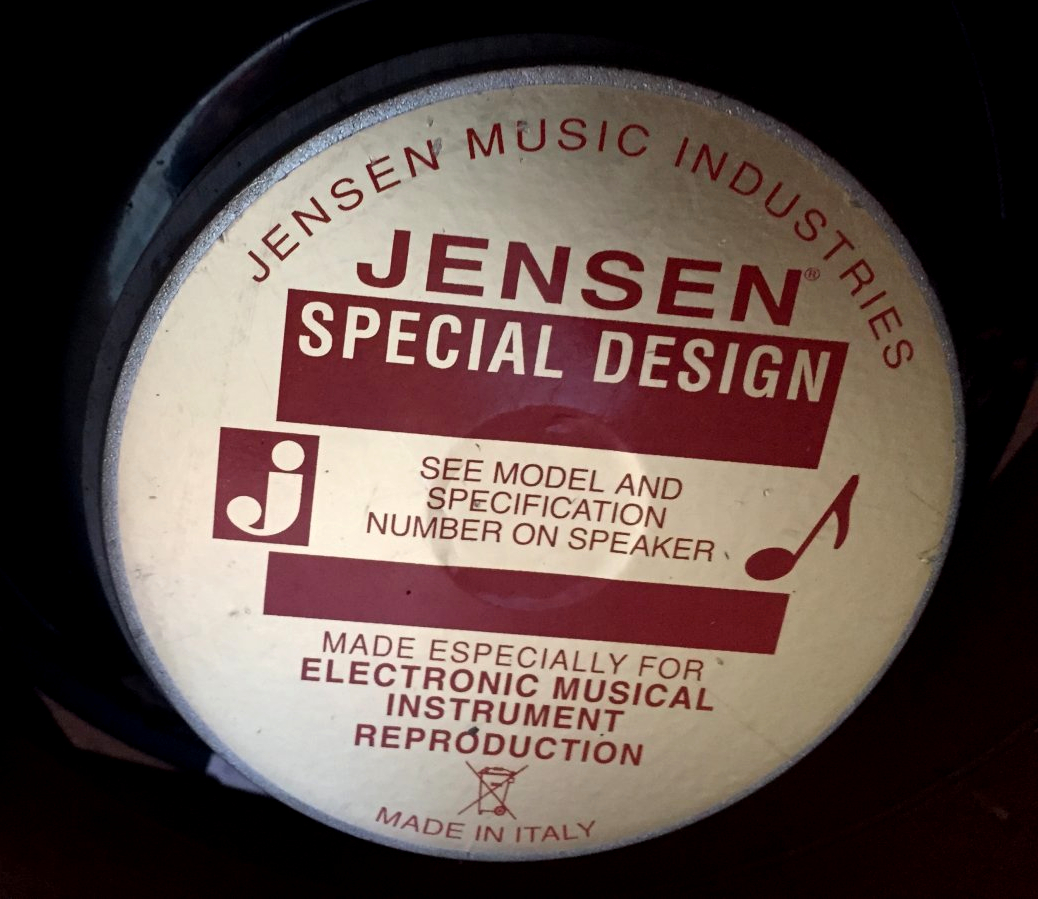 JENSEN MUSIC INDUSTRIES
JENSEN®
SPECIAL DESIGN
j
SEE MODEL AND
SPECIFICATION
NUMBER ON SPEAKER
MADE ESPECIALLY FOR
ELECTRONIC MUSICAL
INSTRUMENT
REPRODUCTION
MADE IN ITALY